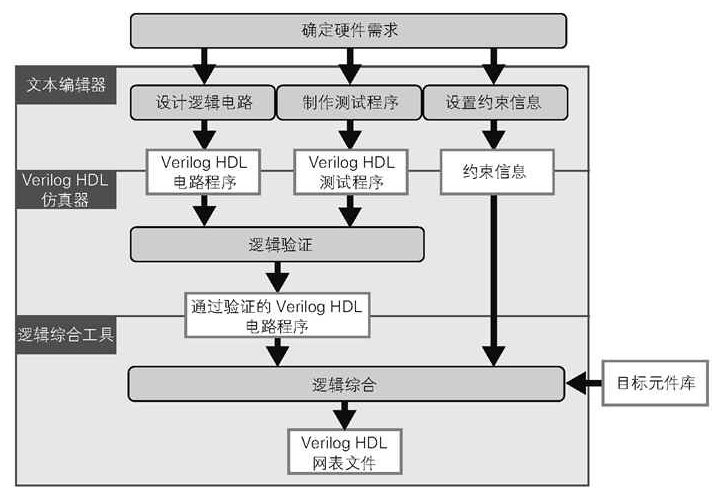 确定硬件需求
文本编辑器
设计逻辑电路
制作测试程序
设置约束信息
Verilog HDL
仿真器
Verilog HDL
电路程序
Verilog HDL
测试程序
约束信息
逻辑验证
通过验证的 Verilog HDL
电路程序
逻辑综合工具
逻辑综合
目标元件库
Verilog HDL
网表文件